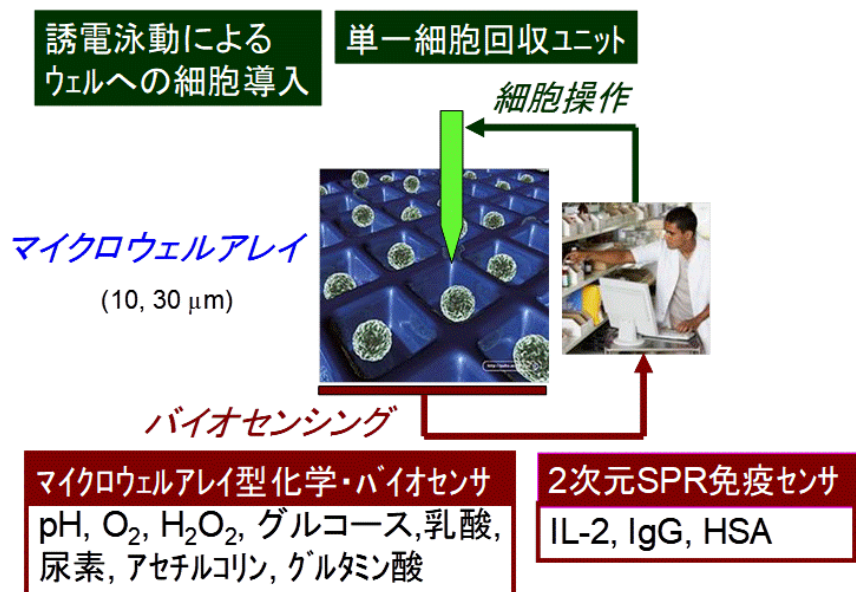 誘電泳動による
ウェルへの細胞導入
単一細胞回収ユニット
細胞操作
マイクロウェルアレイ
(10, 30 μm)
バイオセンシング
マイクロウェルアレイ型化学・バイオセンサ
pH, O₂, H₂O₂, グルコース,乳酸,
尿素, アセチルコリン, グルタミン酸
2次元SPR免疫センサ
IL-2, IgG, HSA